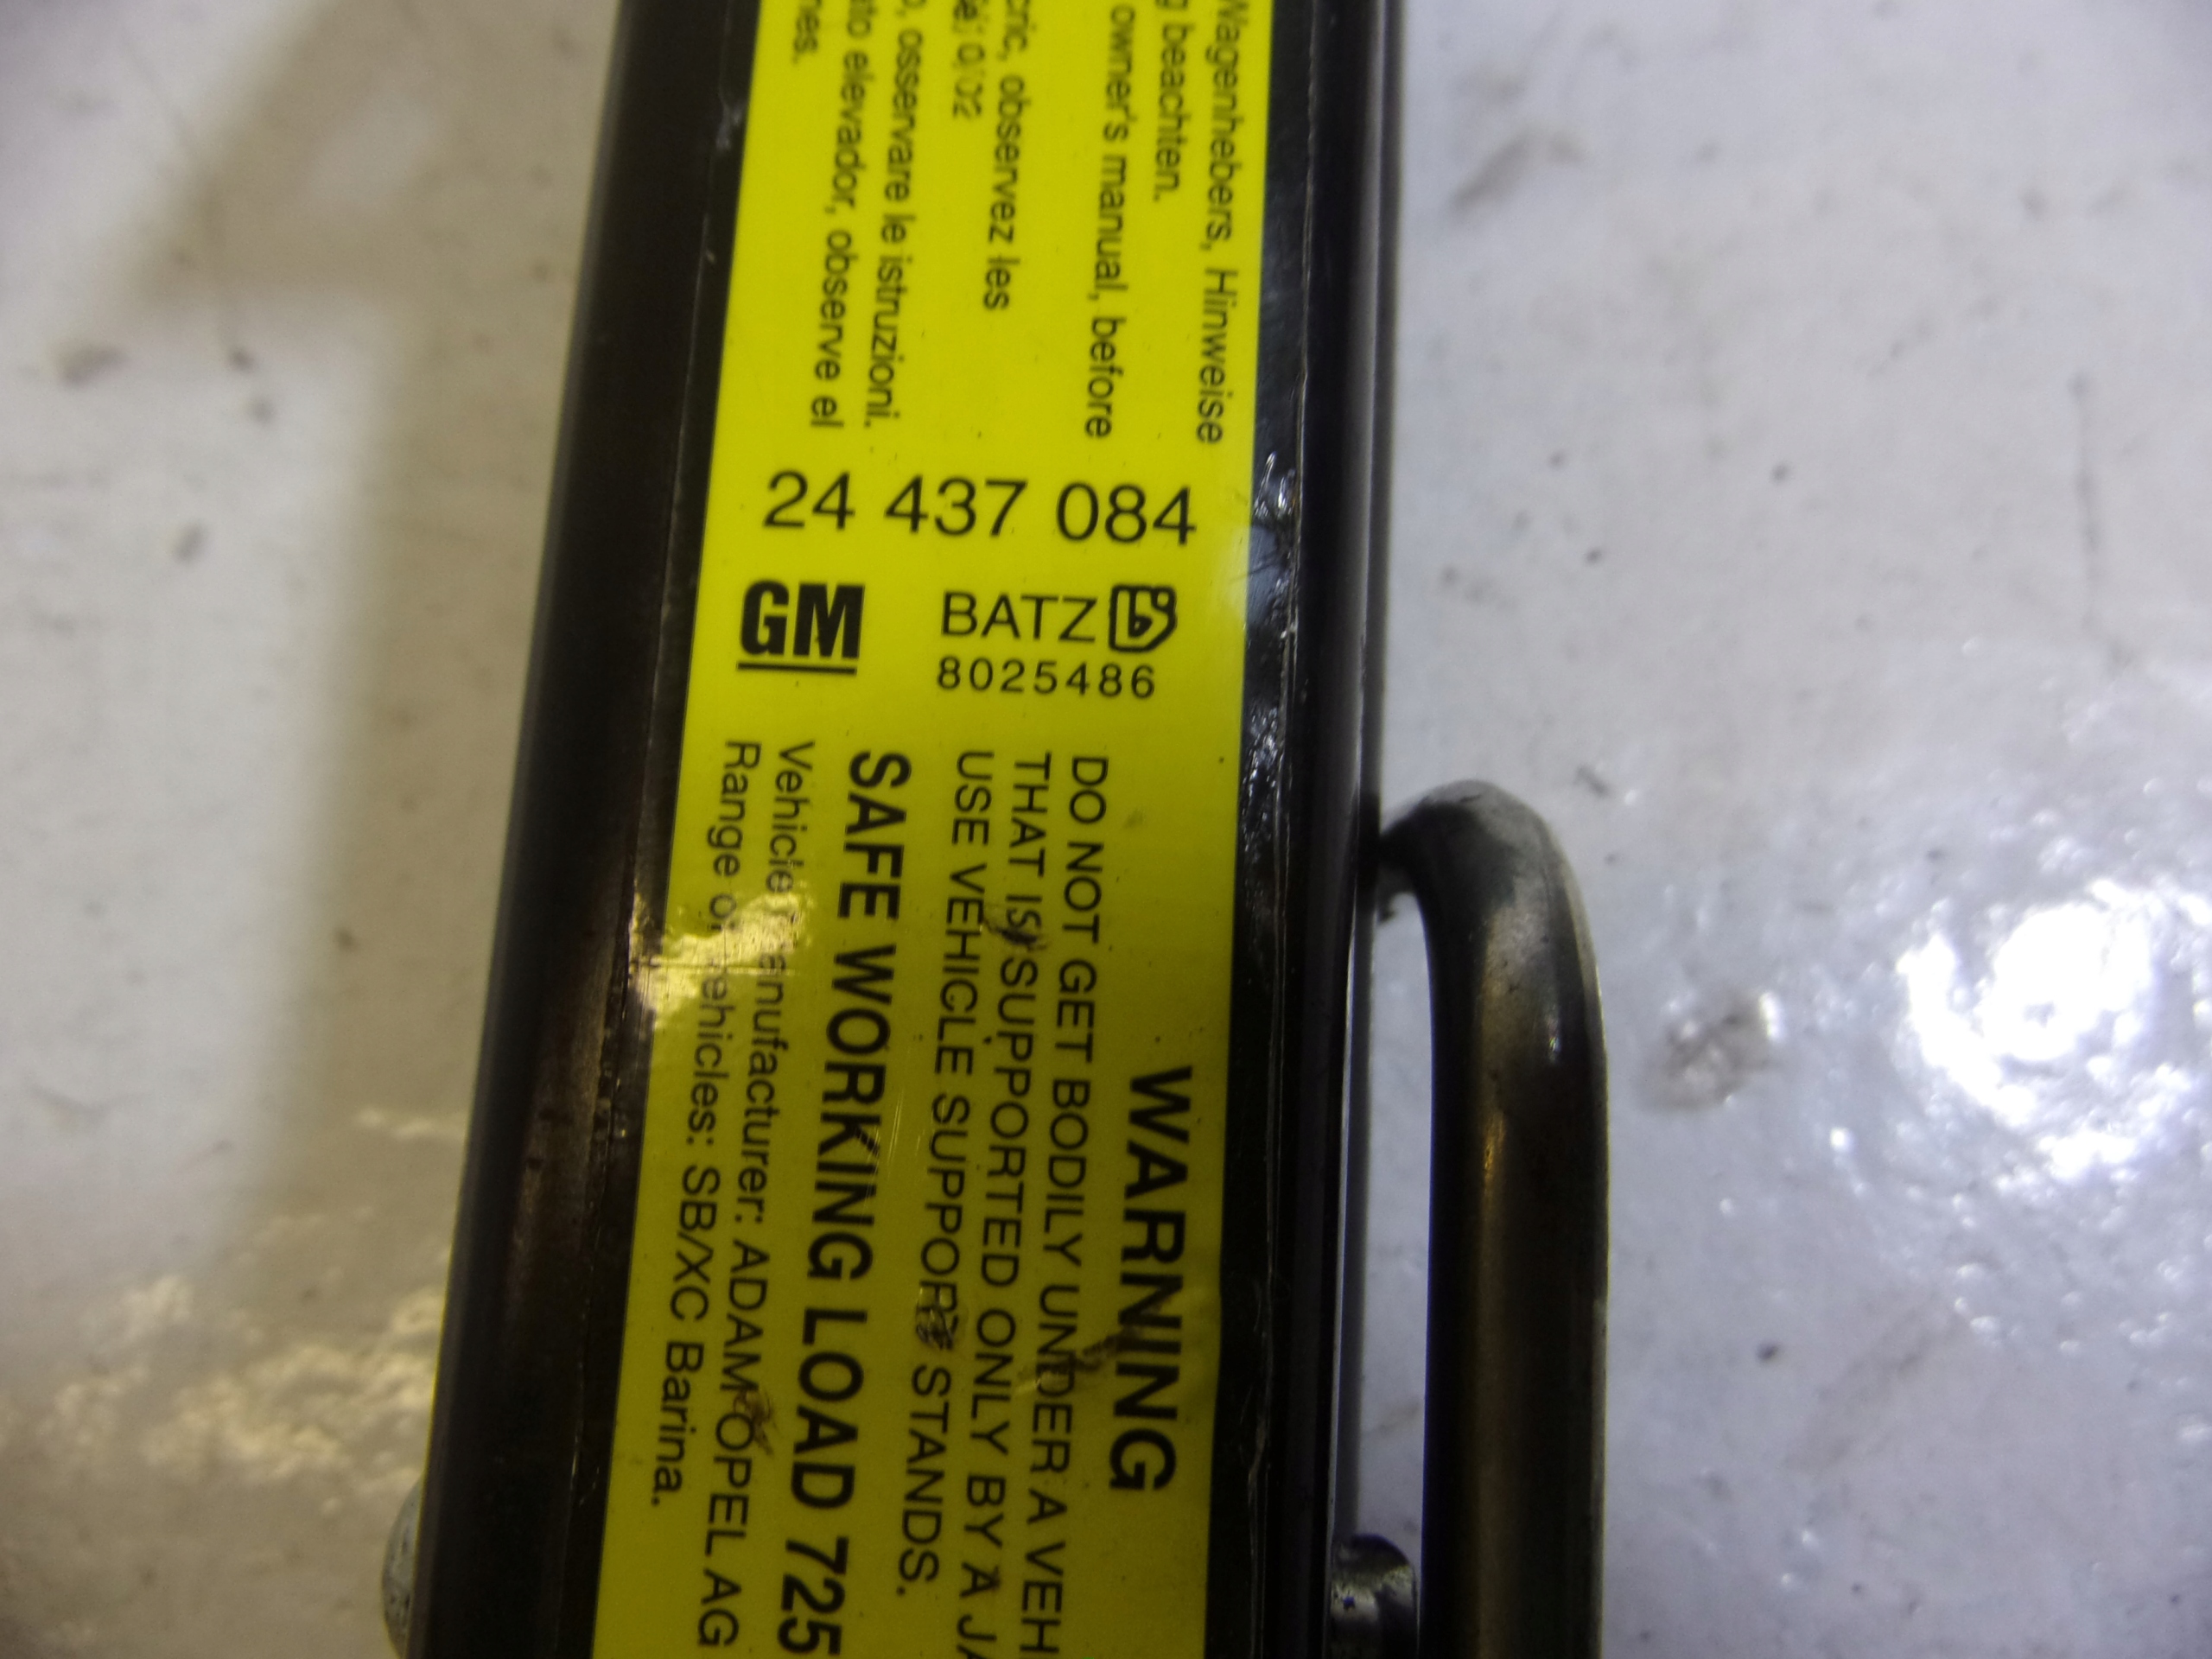 Wagenhebers, Hinweise
beachten.
owner's manual, before
cric, observez les
osservare le istruzioni.
elevador, observe el
24 437 084
GM
BATZ
8025486
WARNING
DO NOT GET BODILY UNDER A VEH
THAT IS SUPPORTED ONLY BY A JA
USE VEHICLE SUPPORT STANDS.
SAFE WORKING LOAD 725
Vehicle manufacturer: ADAM OPEL AG
Range of vehicles: SB/XC Barina.